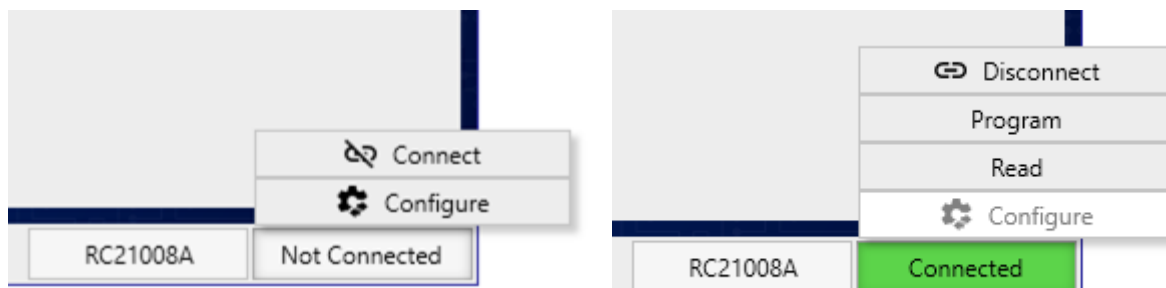 Connect
Configure
RC21008A Not Connected
Disconnect
Program
Read
Configure
RC21008A Connected